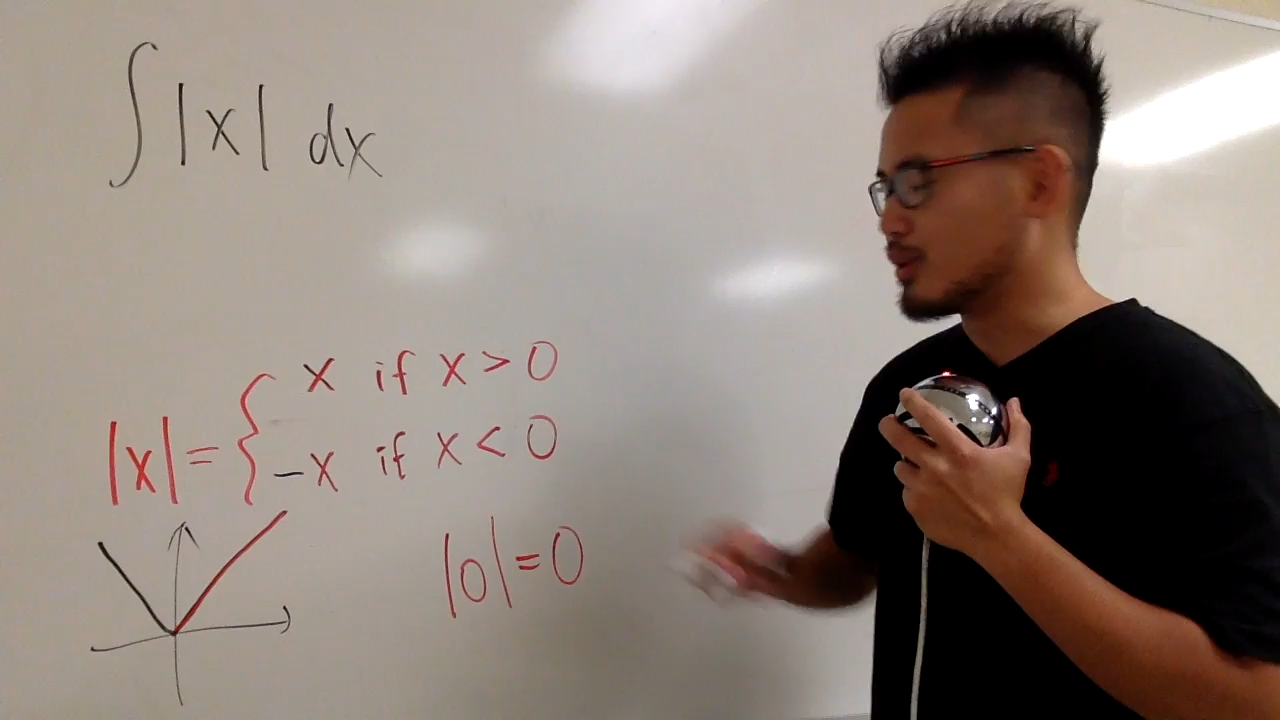 ∫|x| dx
|x| = { x if x > 0
-x if x < 0
|0| = 0